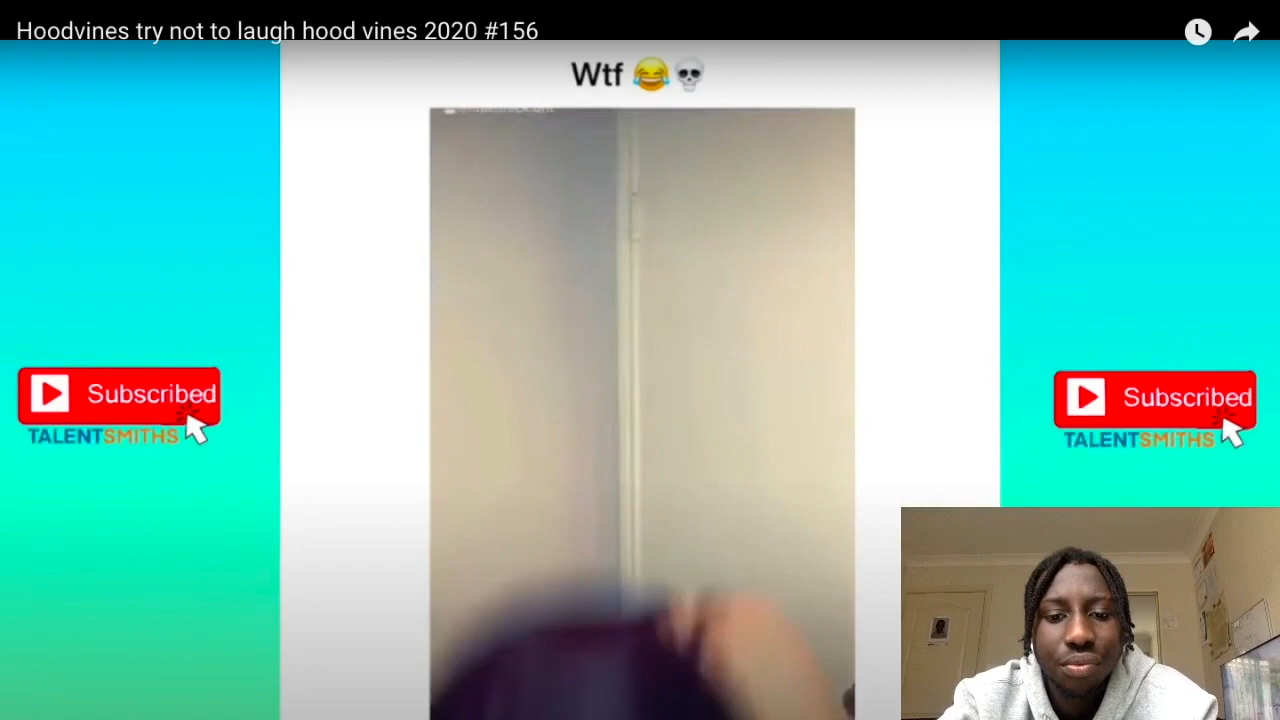 Hoodvines try not to laugh hood vines 2020 #156
Wtf 😂💀
Subscribed
TALENTSMITHS
Subscribed
TALENTSMITHS